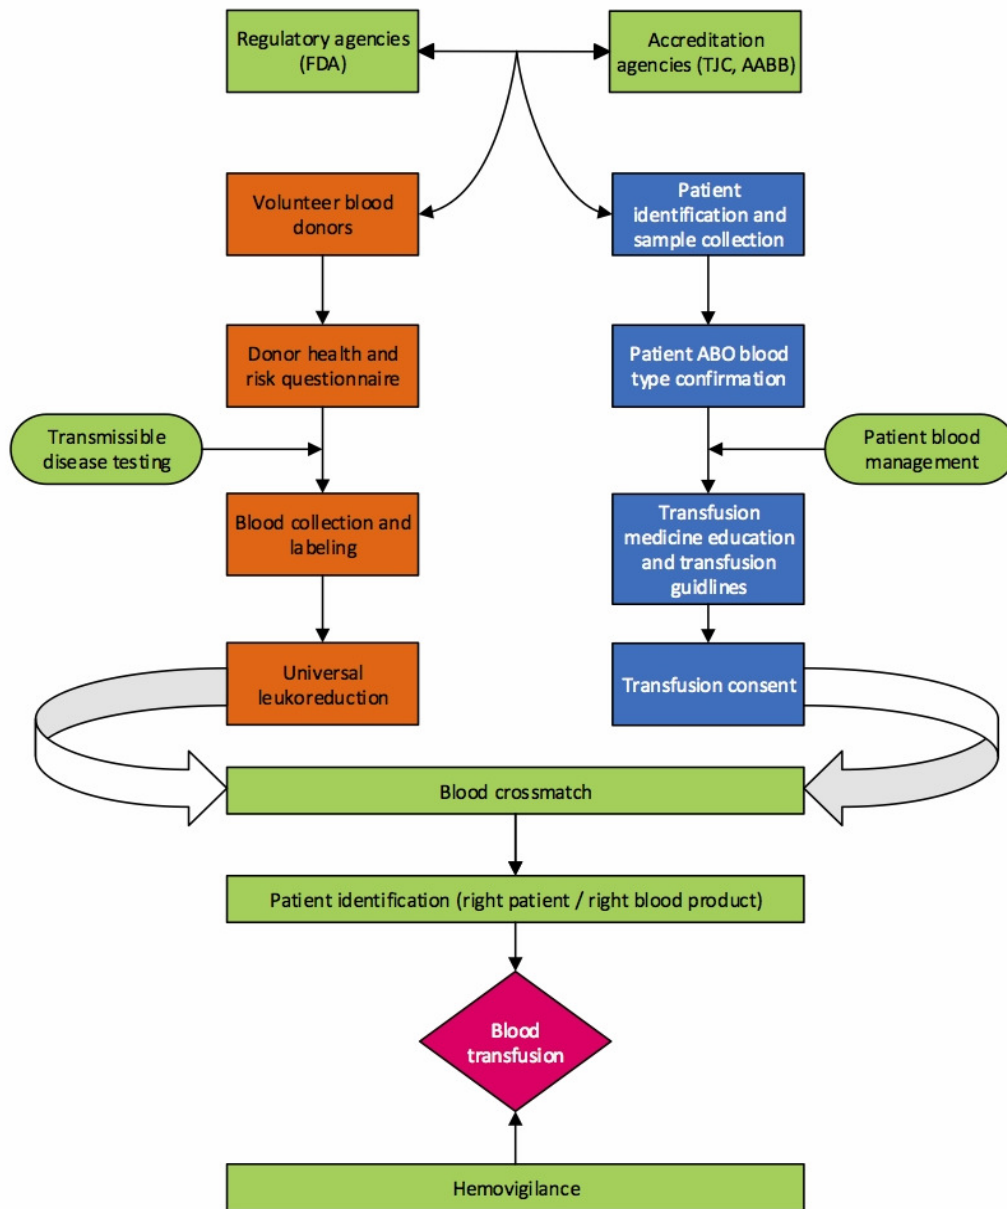 Regulatory agencies
(FDA)
Accreditation
agencies (TJC, AABB)
Volunteer blood
donors
Patient
identification and
sample collection
Donor health and
risk questionnaire
Patient ABO blood
type confirmation
Transmissible
disease testing
Patient blood
management
Blood collection and
labeling
Transfusion
medicine education
and transfusion
guidlines
Universal
leukoreduction
Transfusion consent
Blood crossmatch
Patient identification (right patient / right blood product)
Blood
transfusion
Hemovigilance